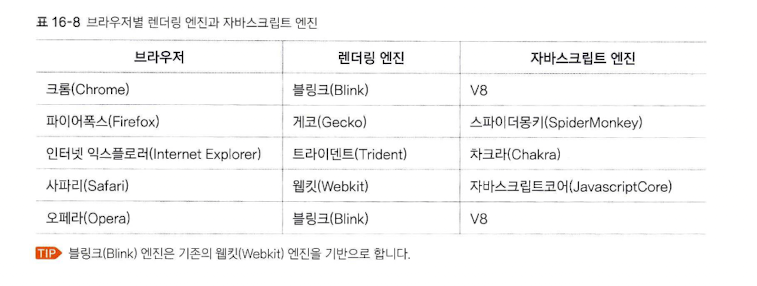 표 16-8 브라우저별 렌더링 엔진과 자바스크립트 엔진
브라우저 렌더링 엔진 자바스크립트 엔진
크롬(Chrome) 블링크(Blink) V8
파이어폭스(Firefox) 게코(Gecko) 스파이더몽키(SpiderMonkey)
인터넷 익스플로러(Internet Explorer) 트라이덴트(Trident) 차크라(Chakra)
사파리(Safari) 웹킷(Webkit) 자바스크립트코어(JavascriptCore)
오페라(Opera) 블링크(Blink) V8
TIP 블링크(Blink) 엔진은 기존의 웹킷(Webkit) 엔진을 기반으로 합니다.